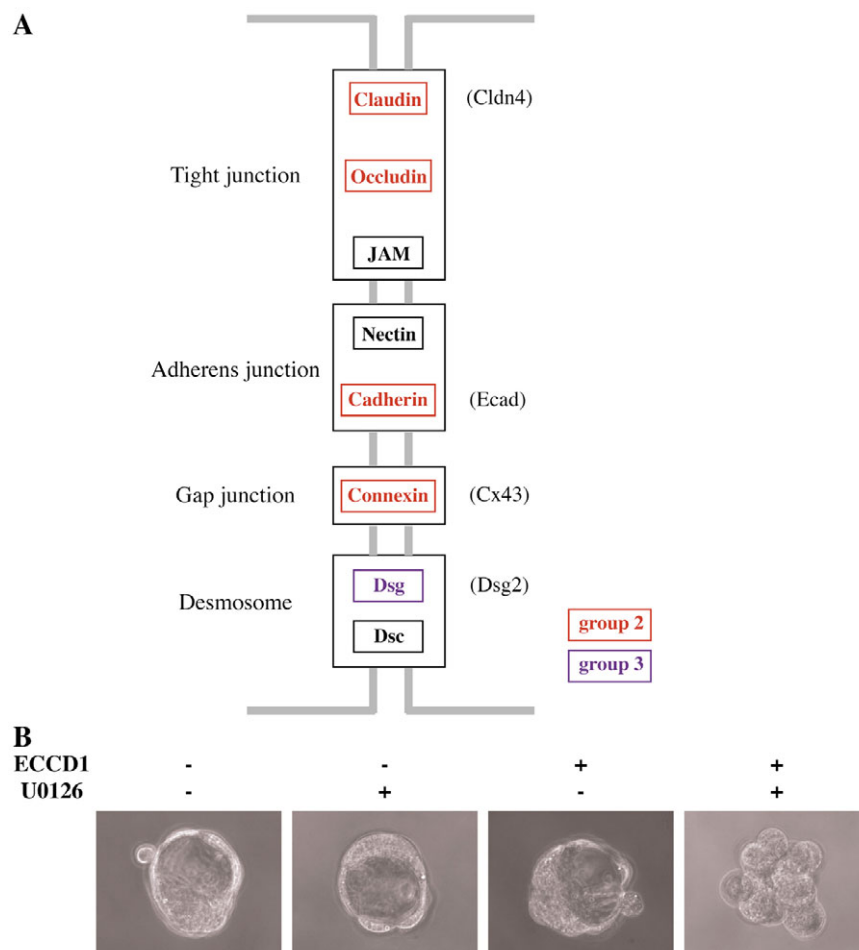 A
Claudin (Cldn4)
Tight junction Occludin
JAM
Nectin
Adherens junction
Cadherin (Ecad)
Gap junction Connexin (Cx43)
Dsg (Dsg2)
Desmosome
Dsc
group 2
group 3
B
ECCD1 - - + +
U0126 - + - +